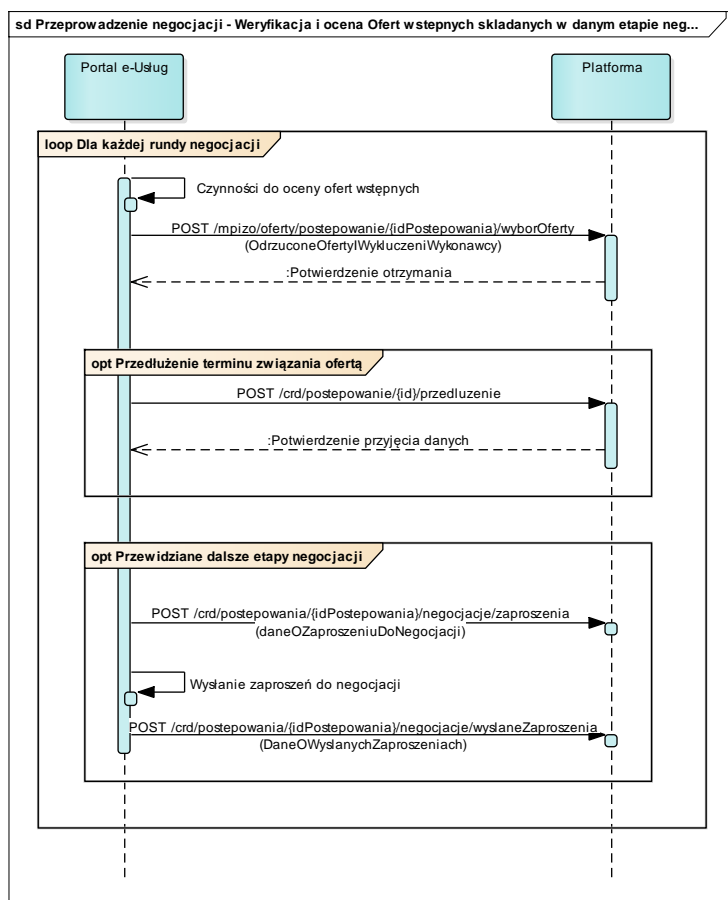 sd Przeprowadzenie negocjacji - Weryfikacja i ocena Ofert wstepnych skladanych w danym etapie neg...
Portal e-Usług
Platforma
loop Dla każdej rundy negocjacji
Czynności do oceny ofert wstępnych
POST /mpizo/oferty/postepowanie/{idPostepowania}/wyborOferty
(OdrzuconeOfertyIWykluczeniWykonawcy)
:Potwierdzenie otrzymania
opt Przedłużenie terminu związania ofertą
POST /crd/postepowanie/{id}/przedluzenie
:Potwierdzenie przyjęcia danych
opt Przewidziane dalsze etapy negocjacji
POST /crd/postepowania/{idPostepowania}/negocjacje/zaproszenia
(daneOZaproszeniuDoNegocjacji)
Wysłanie zaproszeń do negocjacji
POST /crd/postepowania/{idPostepowania}/negocjacje/wyslaneZaproszenia
(DaneOWyslanychZaproszeniach)